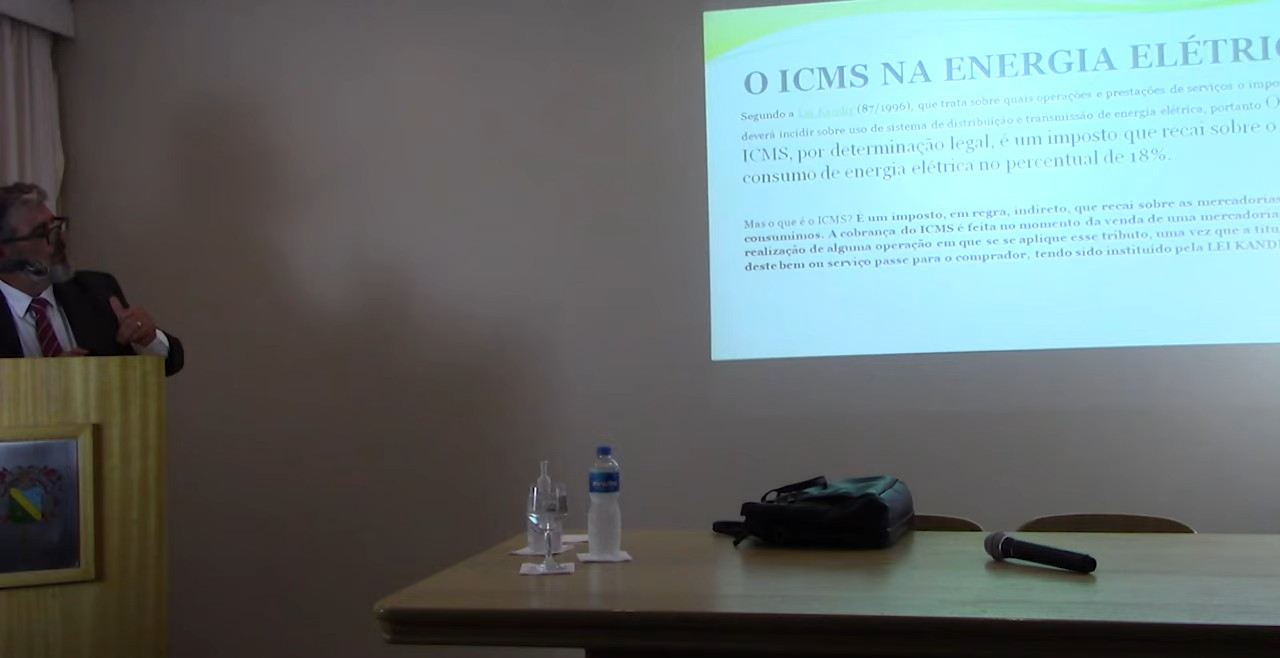 O ICMS NA ENERGIA ELÉTRI
Segundo a Lei Kandir (87/1996), que trata sobre quais operações e prestações de serviços o impo
deverá incidir sobre uso de sistema de distribuição e transmissão de energia elétrica, portanto O
ICMS, por determinação legal, é um imposto que recai sobre o
consumo de energia elétrica no percentual de 18%.
Mas o que é o ICMS? É um imposto, em regra, indireto, que recai sobre as mercadorias
consumimos. A cobrança do ICMS é feita no momento da venda de uma mercadoria
realização de alguma operação em que se se aplique esse tributo, uma vez que a titu
deste bem ou serviço passe para o comprador, tendo sido instituído pela LEI KANDI